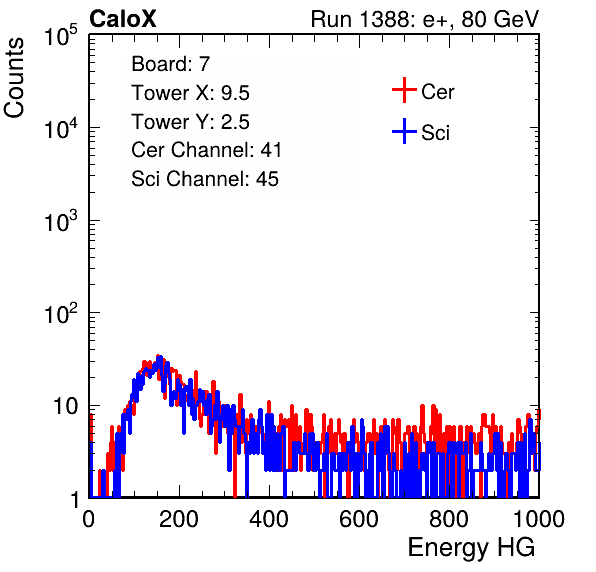 CaloX Run 1388: e+, 80 GeV
Counts
Board: 7
Tower X: 9.5
Tower Y: 2.5
Cer Channel: 41
Sci Channel: 45
Cer
Sci
10^5
10^4
10^3
10^2
10
1
0 200 400 600 800 1000
Energy HG